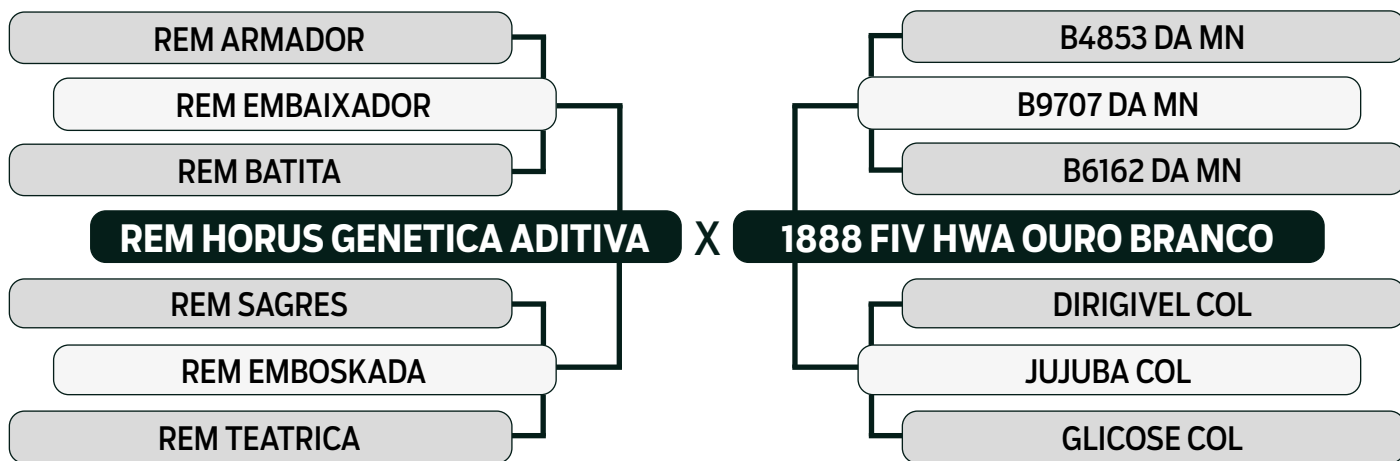 REM ARMADOR
REM EMBAIXADOR
REM BATITA
REM HORUS GENETICA ADITIVA X 1888 FIV HWA OURO BRANCO
REM SAGRES
REM EMBOSKADA
REM TEATRICA
B4853 DA MN
B9707 DA MN
B6162 DA MN
DIRIGIVEL COL
JUJUBA COL
GLICOSE COL